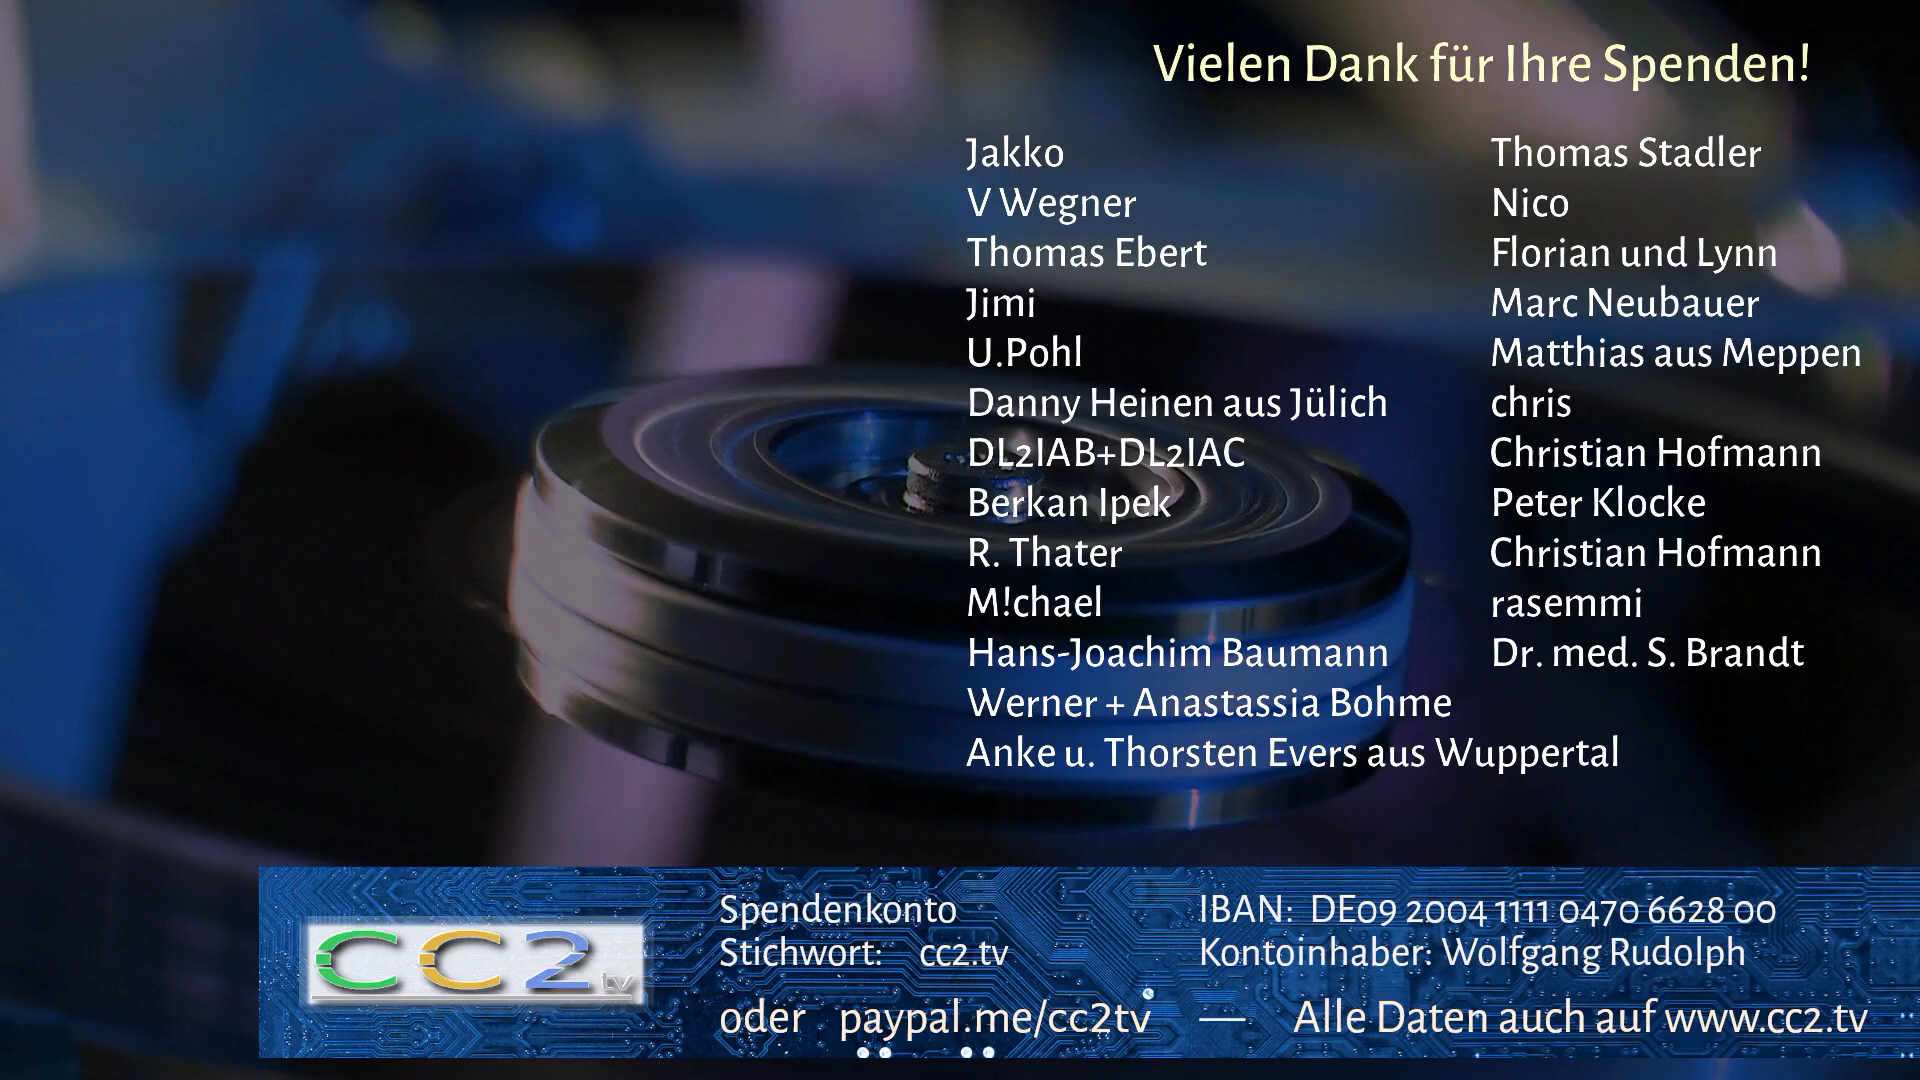 Vielen Dank für Ihre Spenden!
Jakko
V Wegner
Thomas Ebert
Jimi
U.Pohl
Danny Heinen aus Jülich
DL2IAB+DL2IAC
Berkan Ipek
R. Thater
M!chael
Hans-Joachim Baumann
Werner + Anastassia Bohme
Anke u. Thorsten Evers aus Wuppertal
Thomas Stadler
Nico
Florian und Lynn
Marc Neubauer
Matthias aus Meppen
chris
Christian Hofmann
Peter Klocke
Christian Hofmann
rasemmi
Dr. med. S. Brandt
CC2tv
Spendenkonto
Stichwort: cc2.tv
IBAN: DE09 2004 1111 0470 6628 00
Kontoinhaber: Wolfgang Rudolph
oder paypal.me/cc2tv — Alle Daten auch auf www.cc2.tv